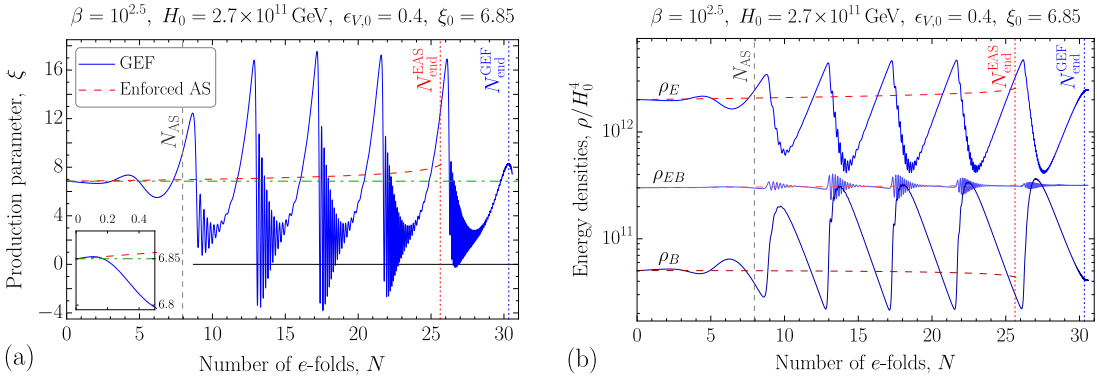 β = 10^2.5, H_0 = 2.7×10^11 GeV, ϵ_V,0 = 0.4, ξ_0 = 6.85
16
12
8
4
0
−4
Production parameter, ξ
GEF
Enforced AS
N_AS
N_end^EAS
N_end^GEF
0 0.2 0.4
6.85
6.8
0 5 10 15 20 25 30
Number of e-folds, N
(a)
β = 10^2.5, H_0 = 2.7×10^11 GeV, ϵ_V,0 = 0.4, ξ_0 = 6.85
10^12
10^11
Energy densities, ρ/H_0^4
N_AS
N_end^EAS
N_end^GEF
ρ_E
ρ_EB
ρ_B
0 5 10 15 20 25 30
Number of e-folds, N
(b)